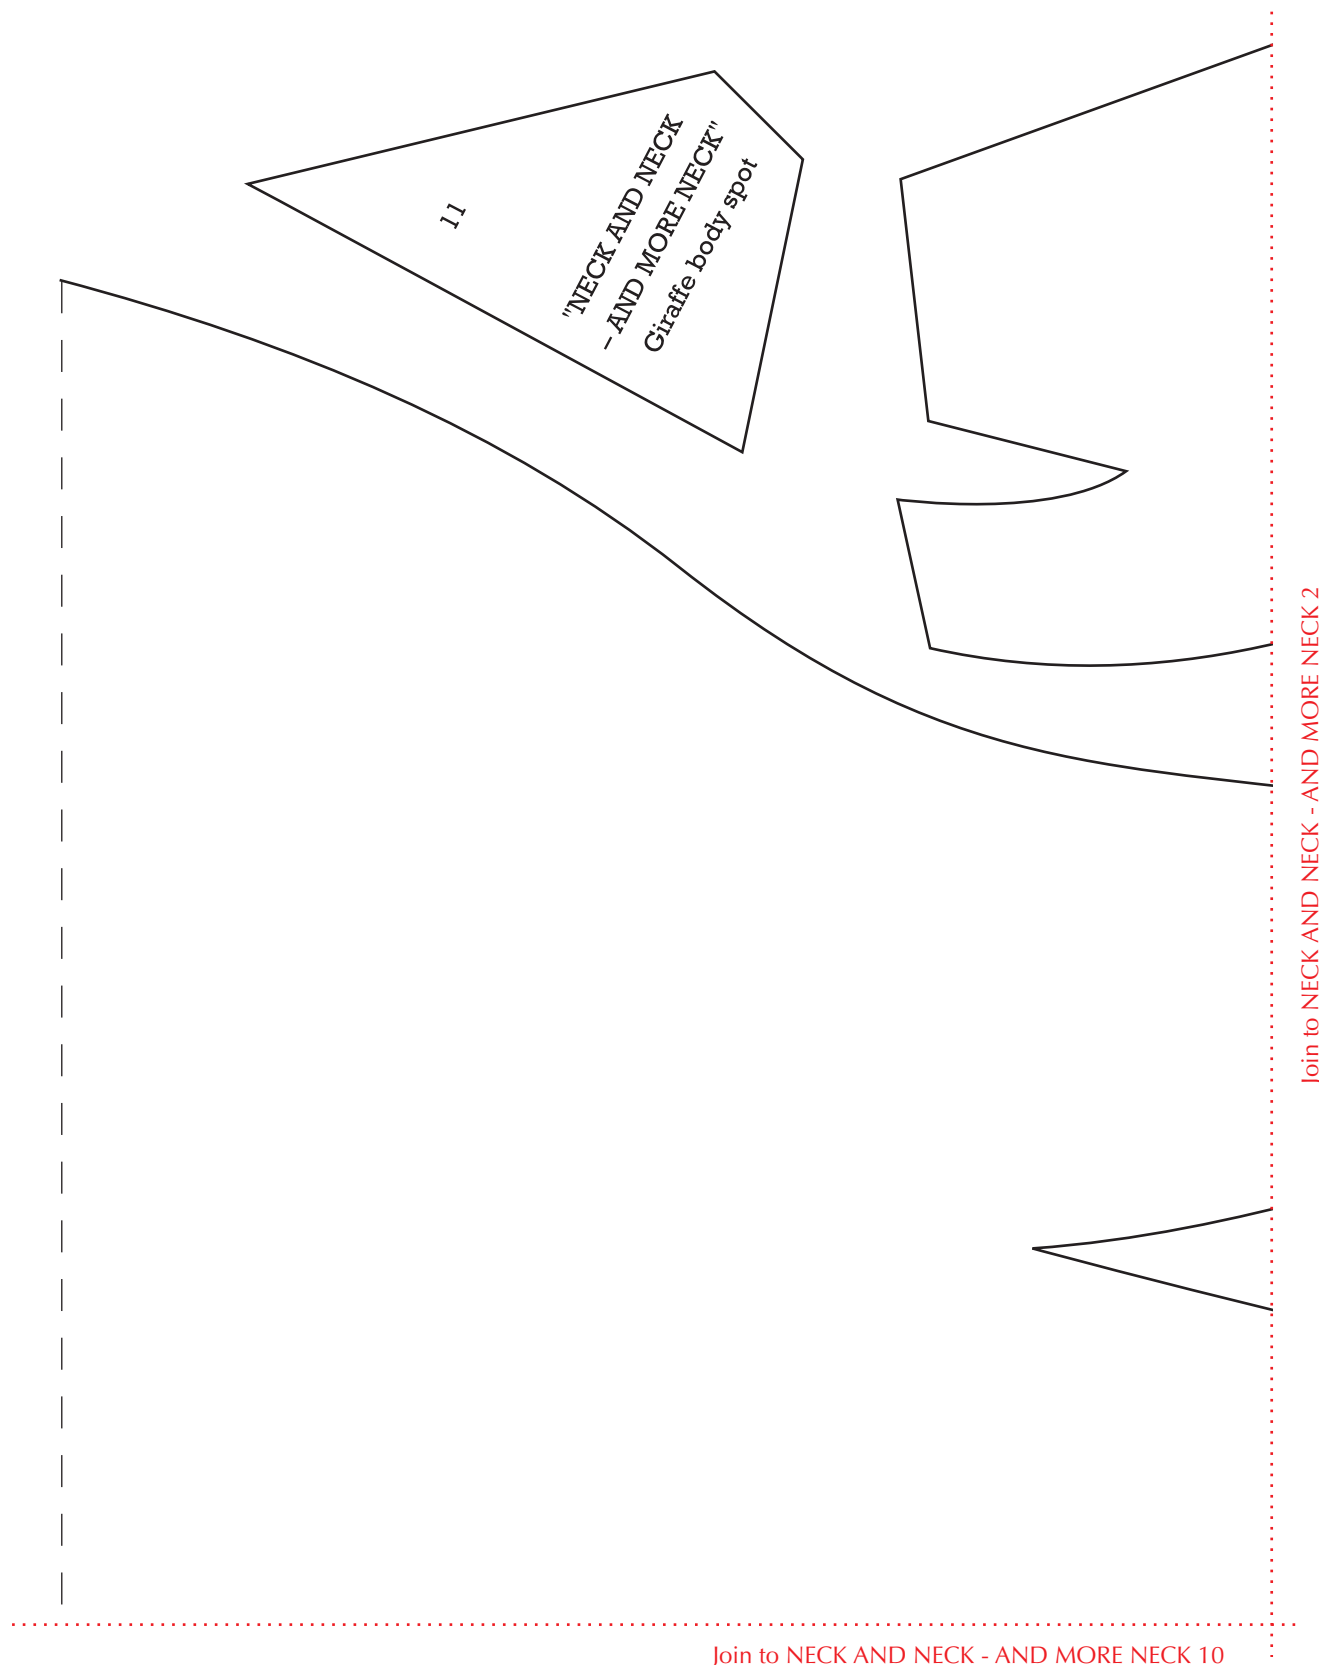 11
"NECK AND NECK
– AND MORE NECK"
Giraffe body spot
Join to NECK AND NECK - AND MORE NECK 2
Join to NECK AND NECK - AND MORE NECK 10